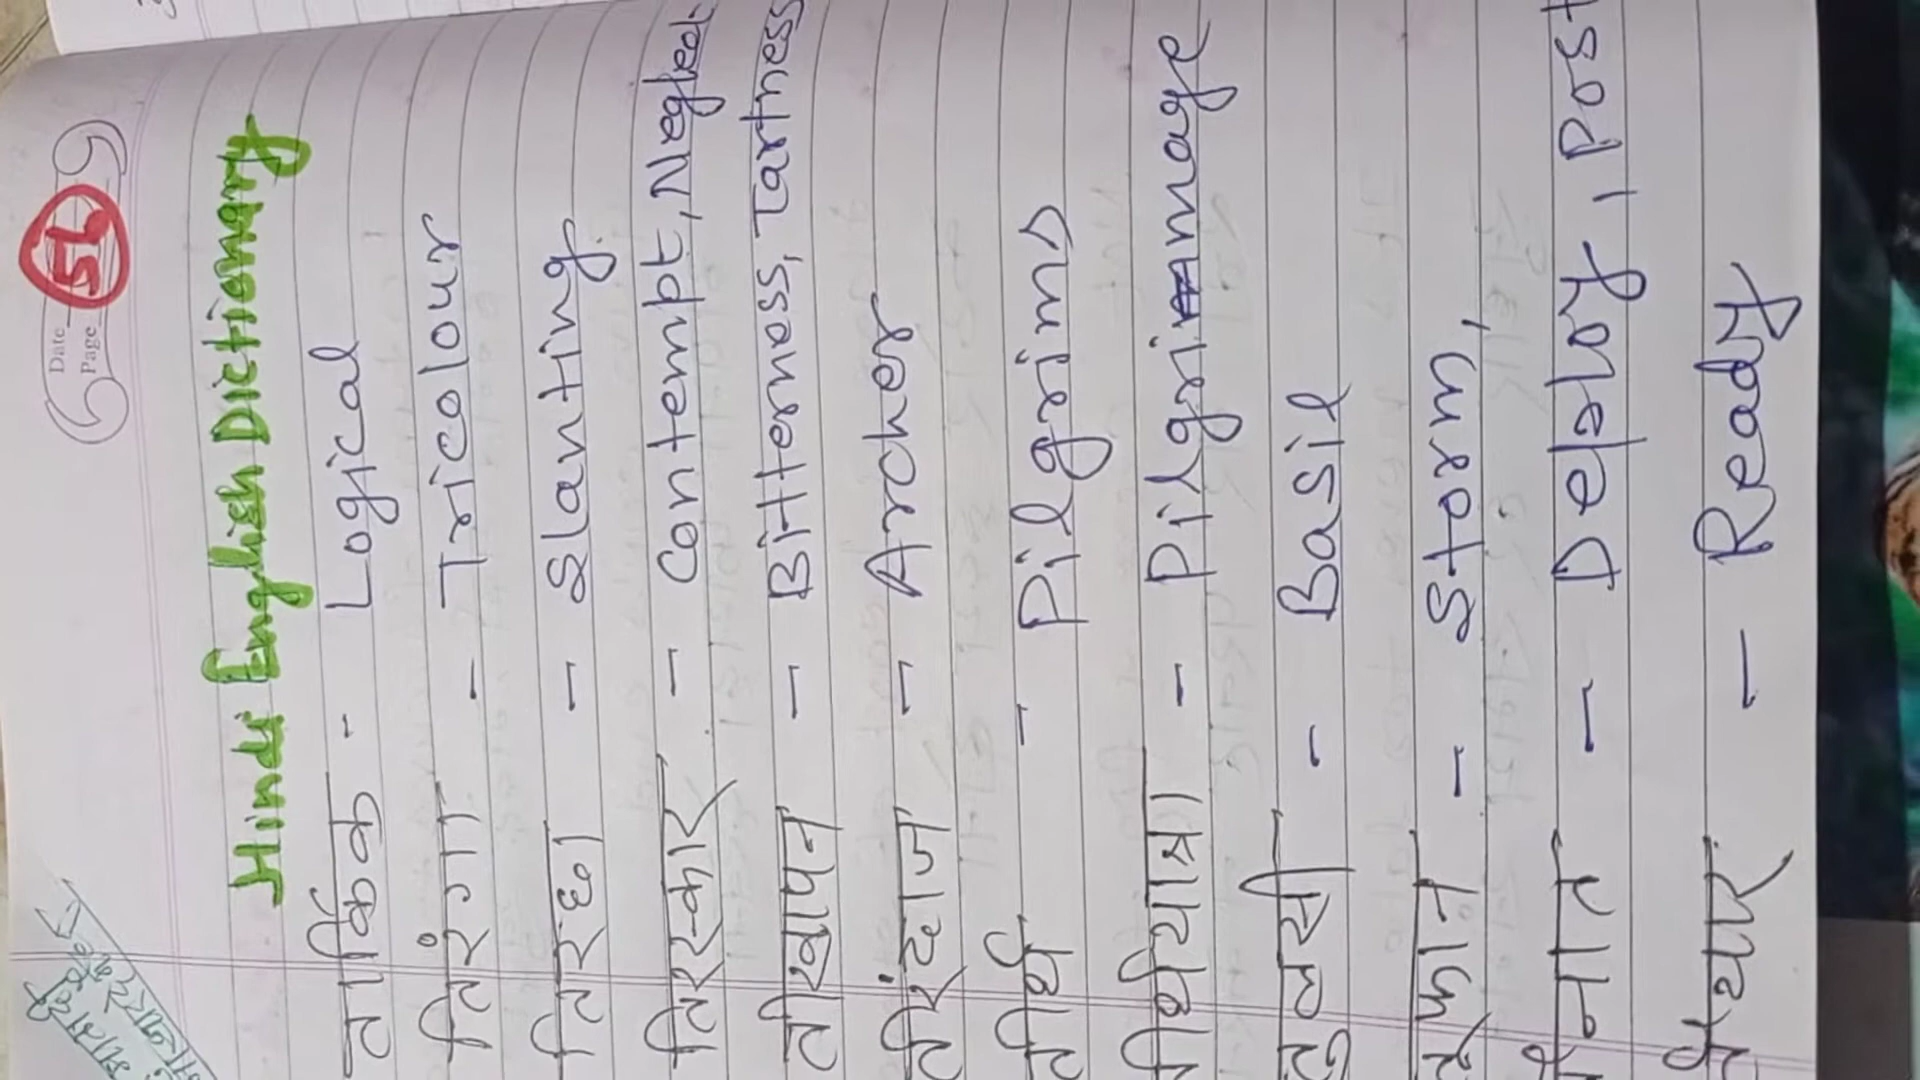 Date
Page 56
Hindi English Dictionary
तार्किक - Logical
तिरंगा - Tricolour
तिरछा - Slanting
तिरस्कार - Contempt, Neglect
तीखापन - Bitterness, Tartness
तीरंदाज - Archer
तीर्थ - Pilgrims
तीर्थयात्रा - Pilgrimage
तुलसी - Basil
तूफान - Storm,
तैनात - Deploy, Post
तैयार - Ready